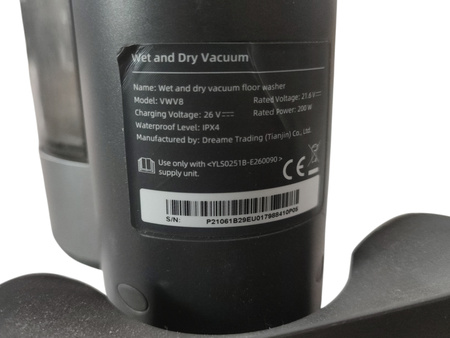 Wet and Dry Vacuum
Name: Wet and dry vacuum floor washer
Model: VWV8 Rated Voltage: 21.6 V⎓
Charging Voltage: 26 V⎓ Rated Power: 200 W
Waterproof Level: IPX4
Manufactured by: Dreame Trading (Tianjin) Co., Ltd.
Use only with <YLS0251B-E260090>
supply unit.
CE
S/N: P21061B29EU017988410P05